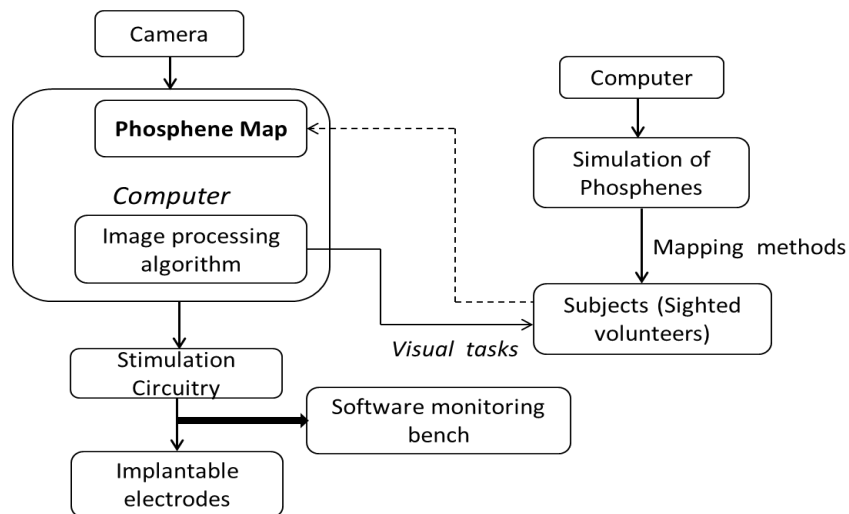 Camera
Phosphene Map
Computer
Image processing
algorithm
Stimulation
Circuitry
Software monitoring
bench
Implantable
electrodes
Computer
Simulation of
Phosphenes
Mapping methods
Subjects (Sighted
volunteers)
Visual tasks